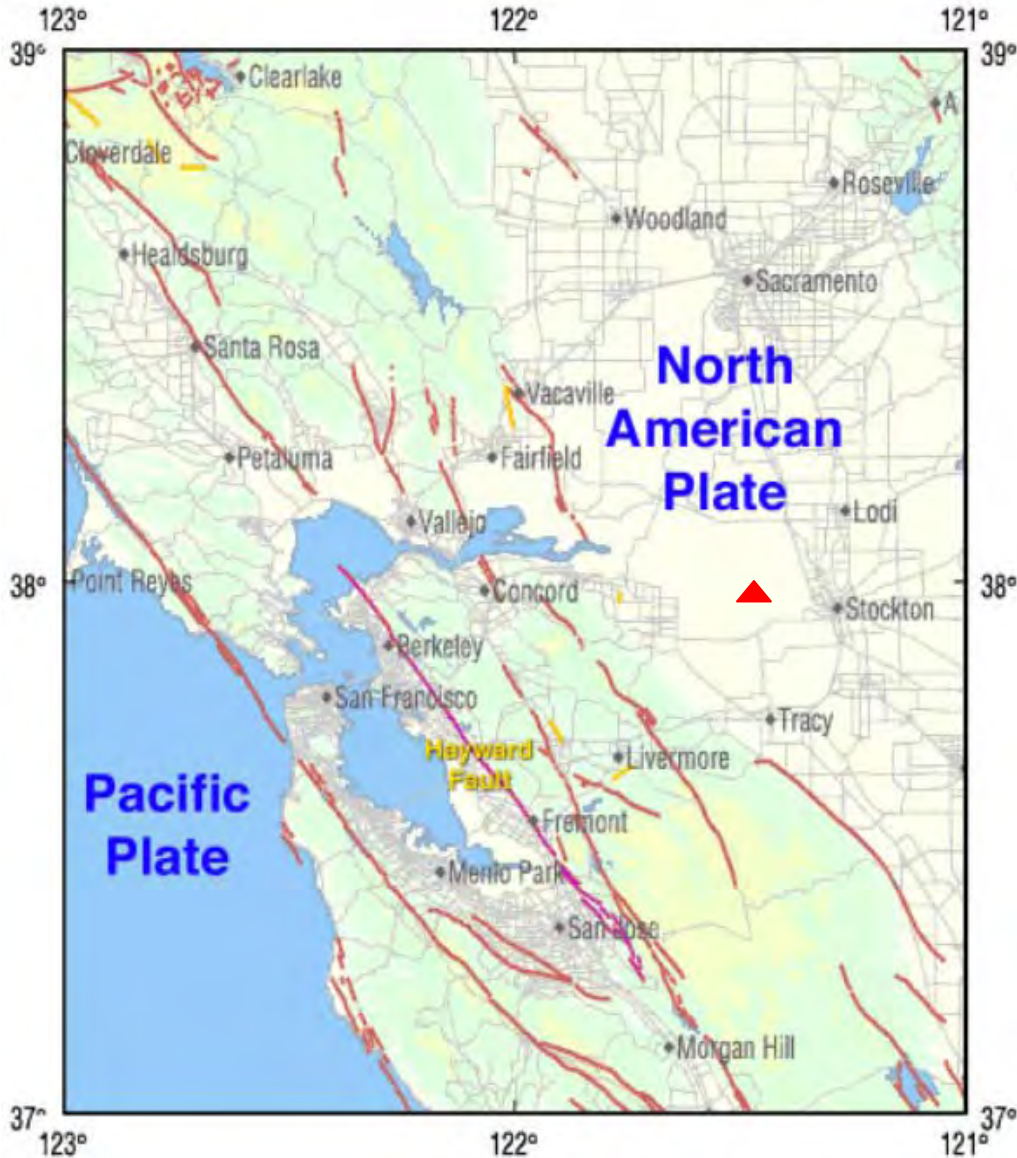 123°
122°
121°
39°
39°
Clearlake
A
Cloverdale
Roseville
Woodland
Healdsburg
Sacramento
Santa Rosa
North
American
Plate
Vacaville
Petaluma
Fairfield
Lodi
Vallejo
38°
Point Reyes
Concord
38°
Stockton
Berkeley
San Francisco
Tracy
Hayward
Fault
Livermore
Pacific
Plate
Fremont
Menlo Park
San Jose
Morgan Hill
37°
37°
123°
122°
121°